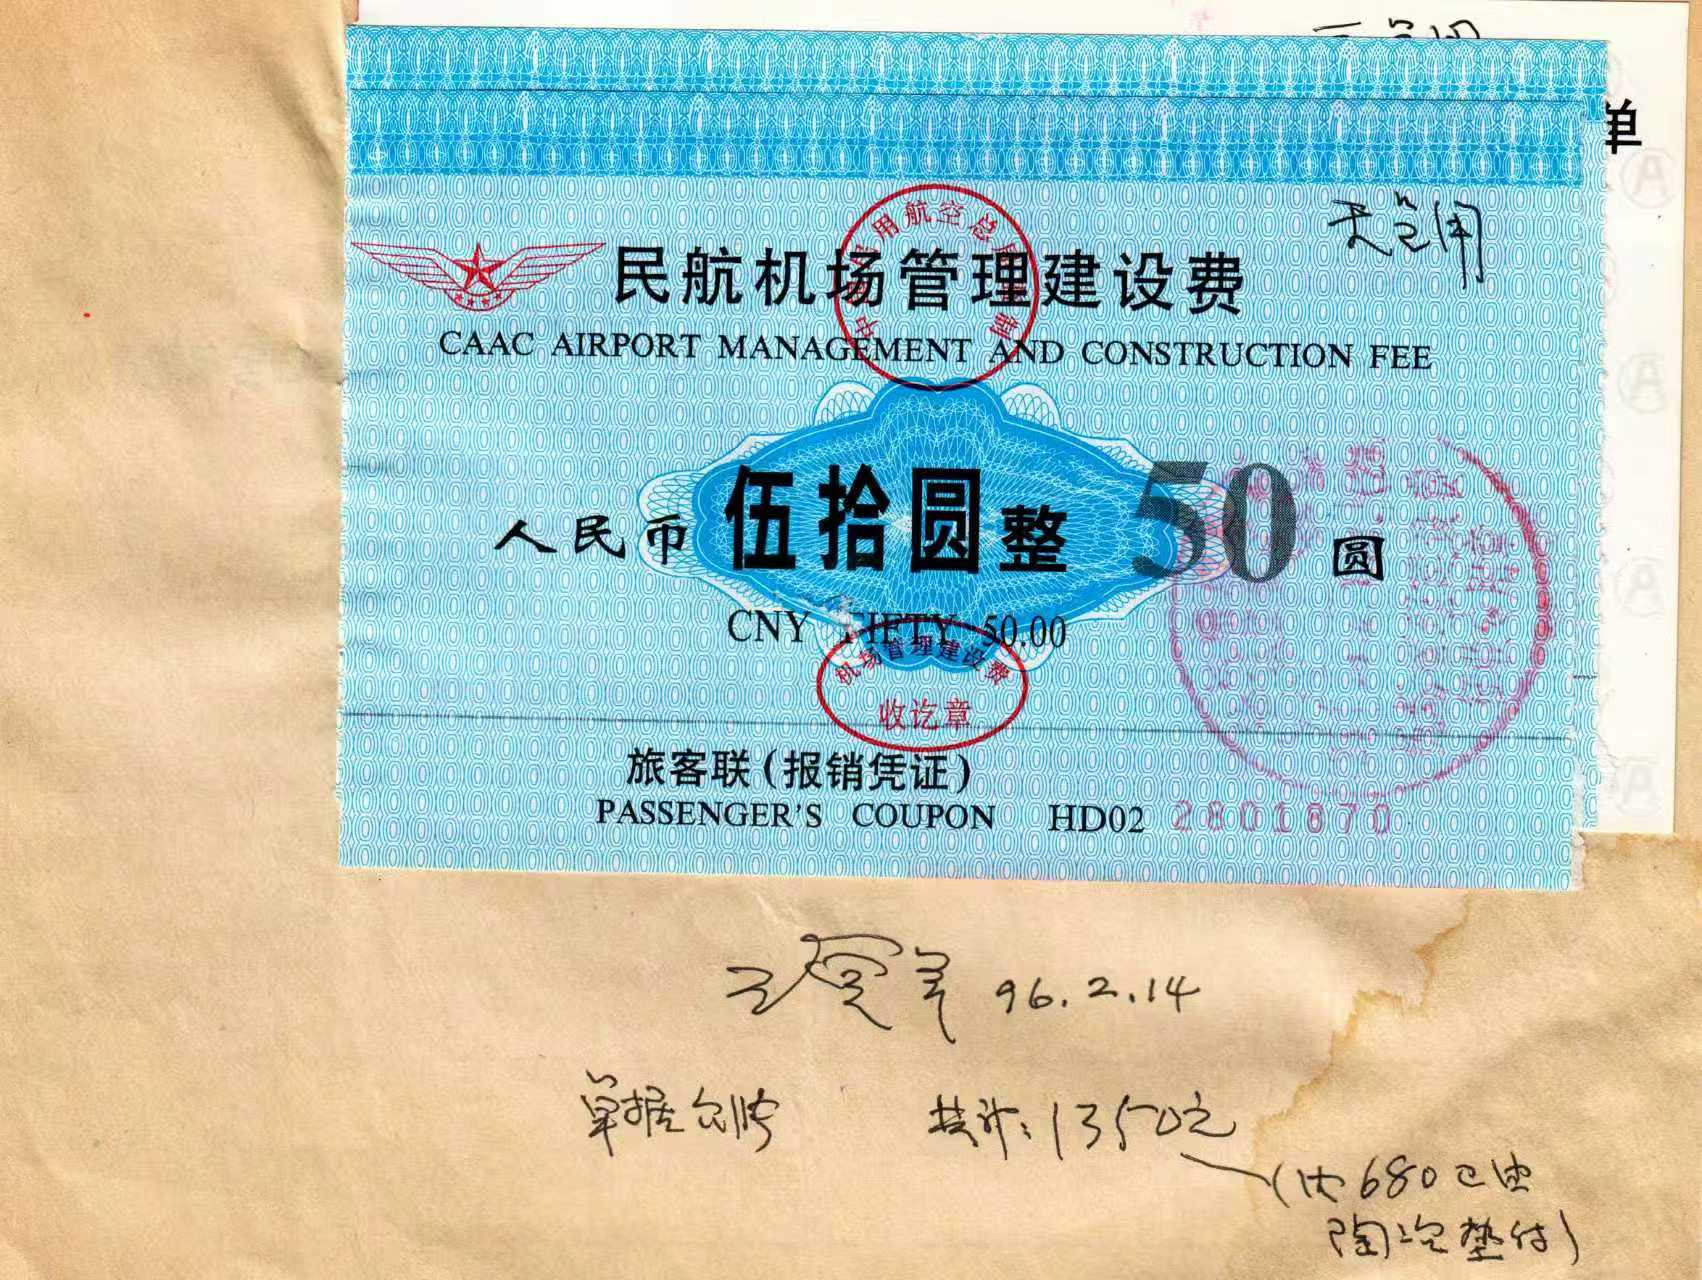 单
民航机场管理建设费
CAAC AIRPORT MANAGEMENT AND CONSTRUCTION FEE
人民币 伍拾圆整 50圆
CNY FIFTY 50.00
机场管理建设费
收讫章
旅客联(报销凭证)
PASSENGER'S COUPON HD02 2801870
96.2.14
单据 共计:1350元
(内680已由
陶 垫付)